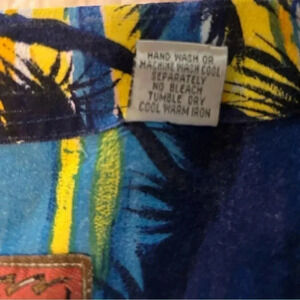 HAND WASH OR
MACHINE WASH COOL
SEPARATELY
NO BLEACH
TUMBLE DRY
COOL WARM IRON